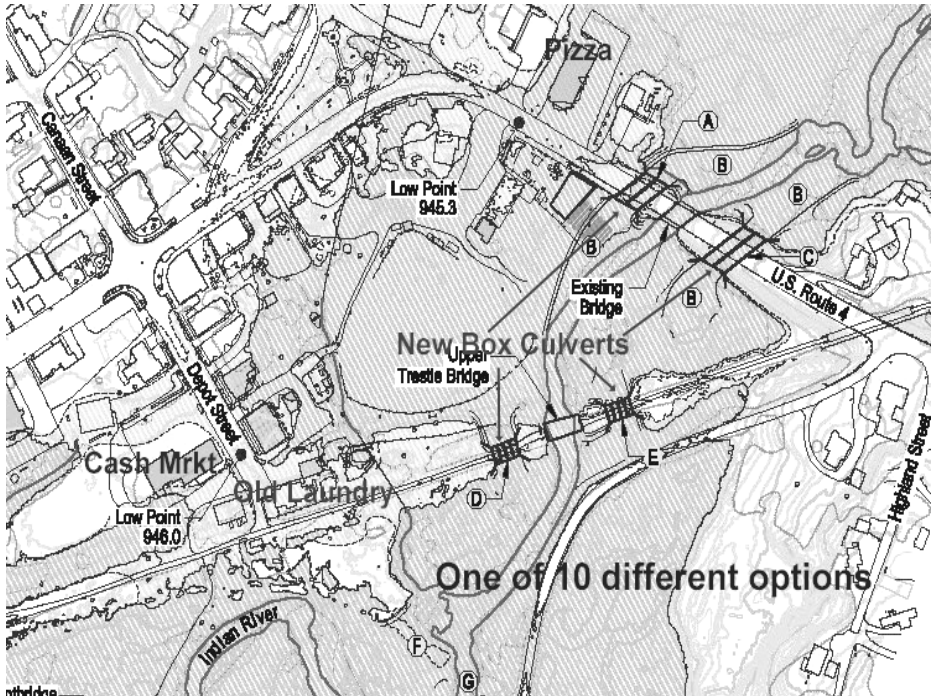 Pizza
Canaan Street
A
B
Low Point
945.3
B
B
B
C
Existing
Bridge
B
U.S. Route 4
New Box Culverts
Upper
Trestle Bridge
Depot Street
Cash Mrkt.
Old Laundry
E
D
Highland Street
Low Point
946.0
One of 10 different options
Indian River
F
G